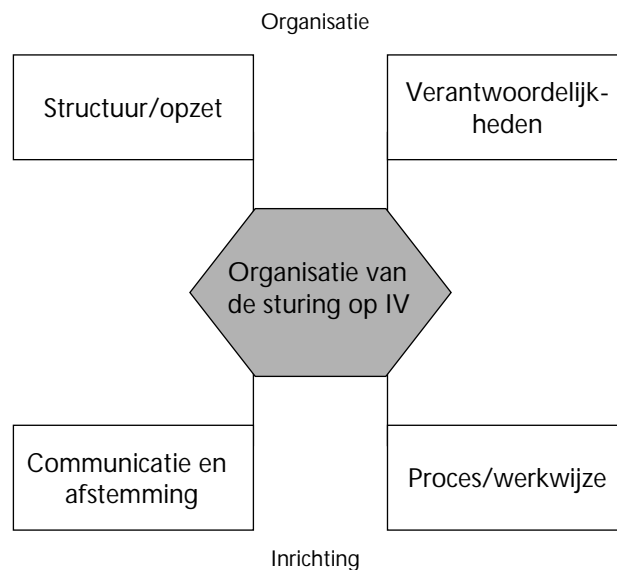 Organisatie
Structuur/opzet
Verantwoordelijk-
heden
Organisatie van
de sturing op IV
Communicatie en
afstemming
Proces/werkwijze
Inrichting